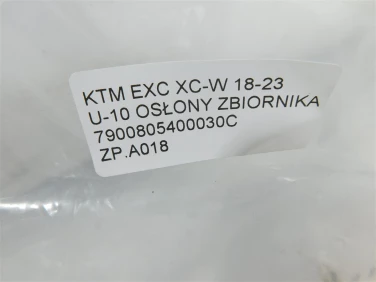 KTM EXC XC-W 18-23
U-10 OSŁONY ZBIORNIKA
7900805400030C
ZP.A018